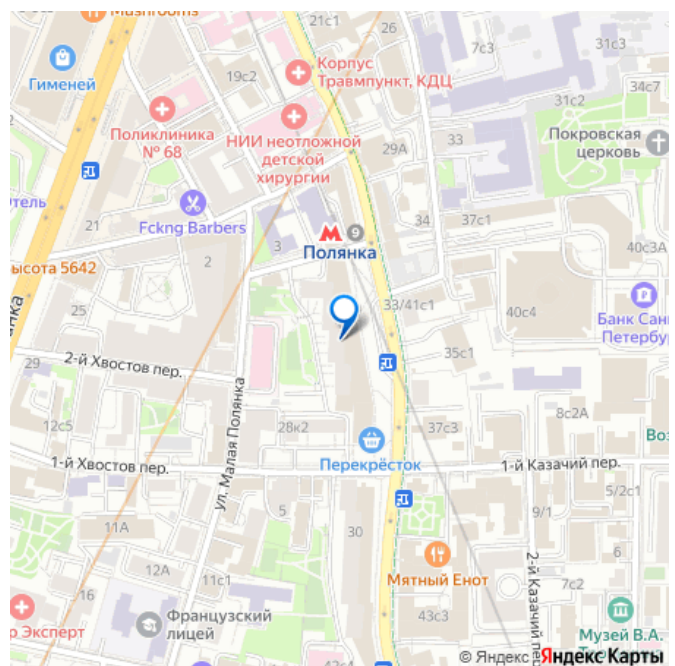 Mushrooms
21с1
26
7с3
31с3
Гименей
19с2
Корпус
Травмпункт, КДЦ
34с7
31с2
Поликлиника
№ 68
НИИ неотложной
детской
хирургии
33
29А
Покровская
церковь
21
Fckng Barbers
3
9
34
37с1
Полянка
40с3А
2
Высота 5642
25
33/41с1
40с4
Банк Сан
Петербу
29
2-й Хвостов пер.
35с1
8с2А
12с5
ул. Малая Полянка
28к2
37с3
Перекрёсток
Воз
1-й Хвостов пер.
1-й Казачий пер.
5/2с1
5
11А
30
9/1
6
12А
11с1
Мятный Енот
2-й Казачий пер
7с2
16
Французский
лицей
43с3
Музей В.А.
р Эксперт
© Яндекс Яндекс Карты